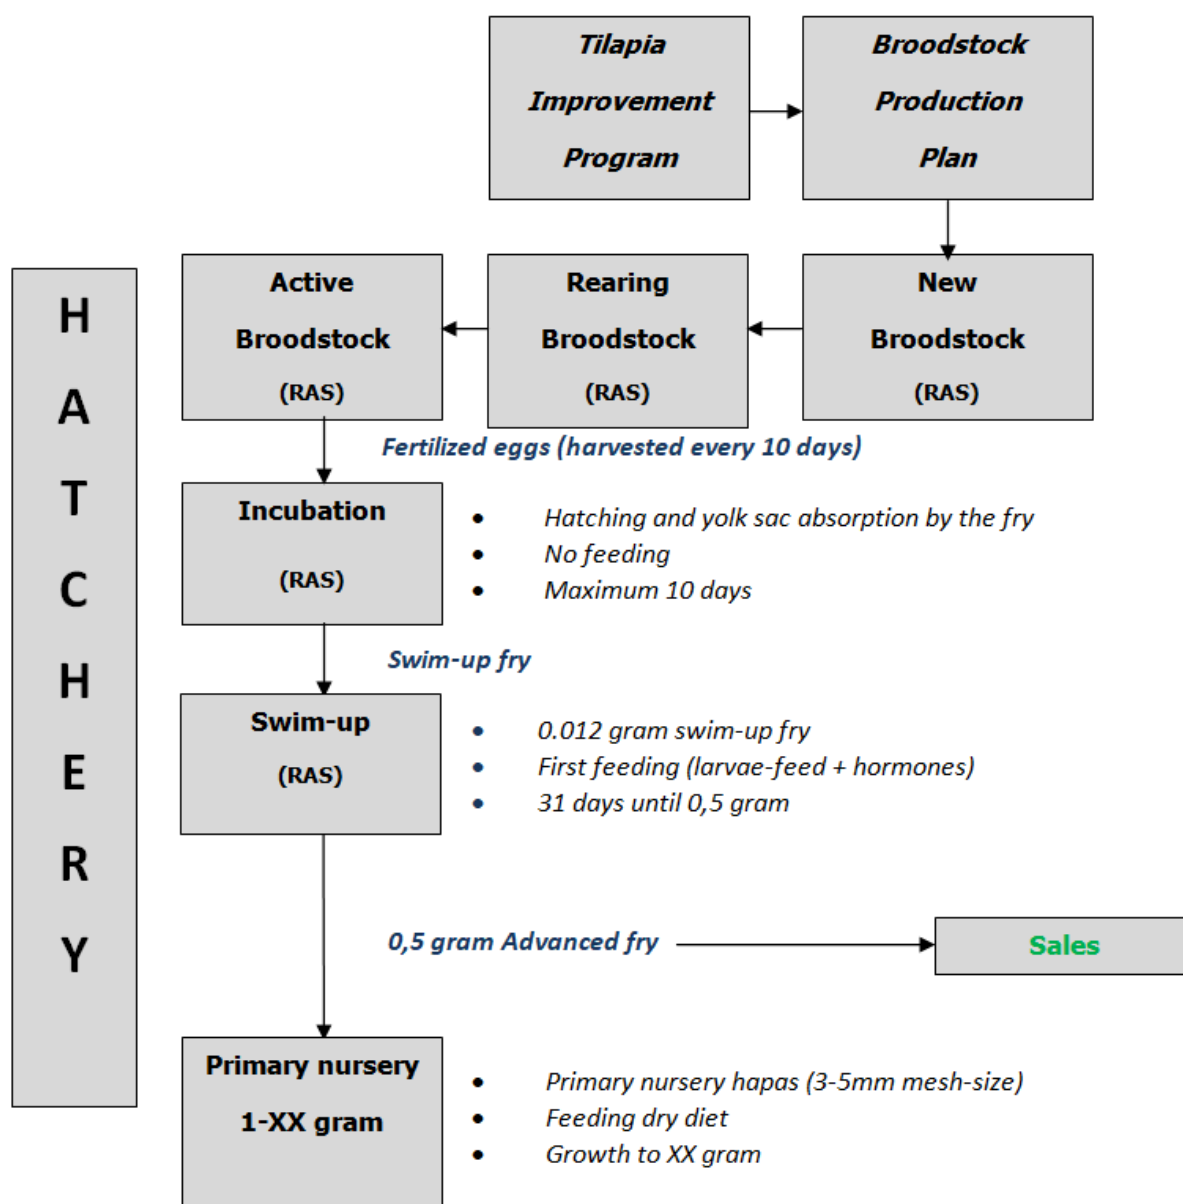 Tilapia
Improvement
Program
Broodstock
Production
Plan
H
A
T
C
H
E
R
Y
Active
Broodstock
(RAS)
Rearing
Broodstock
(RAS)
New
Broodstock
(RAS)
Fertilized eggs (harvested every 10 days)
Incubation
(RAS)
• Hatching and yolk sac absorption by the fry
• No feeding
• Maximum 10 days
Swim-up fry
Swim-up
(RAS)
• 0.012 gram swim-up fry
• First feeding (larvae-feed + hormones)
• 31 days until 0,5 gram
0,5 gram Advanced fry
Sales
Primary nursery
1-XX gram
• Primary nursery hapas (3-5mm mesh-size)
• Feeding dry diet
• Growth to XX gram